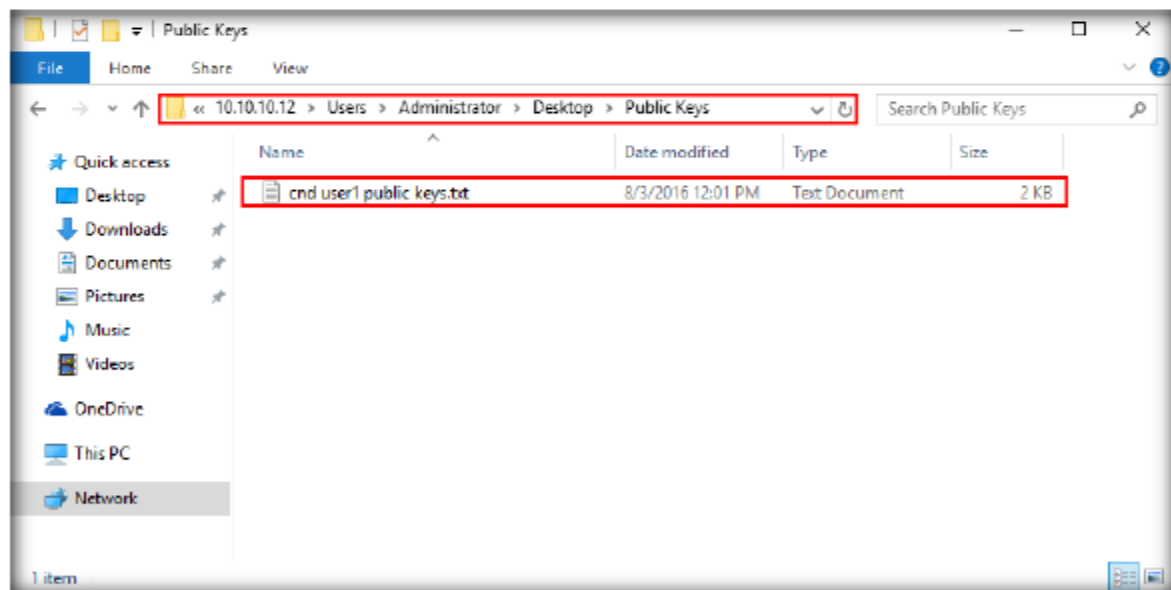 Public Keys
File Home Share View
« 10.10.10.12 > Users > Administrator > Desktop > Public Keys
Search Public Keys
Name Date modified Type Size
Quick access
cnd user1 public keys.txt 8/3/2016 12:01 PM Text Document 2 KB
Desktop
Downloads
Documents
Pictures
Music
Videos
OneDrive
This PC
Network
1 item